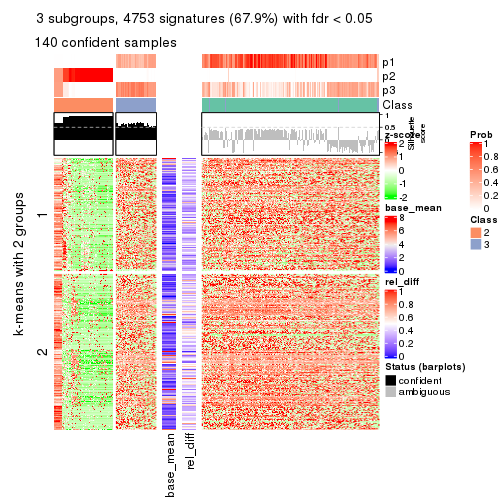 3 subgroups, 4753 signatures (67.9%) with fdr < 0.05
140 confident samples
p1
p2
p3
Class
1
0.5
0
Silhouette
score
k-means with 2 groups
1
2
base_mean
rel_diff
z-score
2
1
0
-1
-2
base_mean
8
6
4
2
0
rel_diff
1
0.8
0.6
0.4
0.2
0
Status (barplots)
confident
ambiguous
Prob
1
0.8
0.6
0.4
0.2
0
Class
2
3